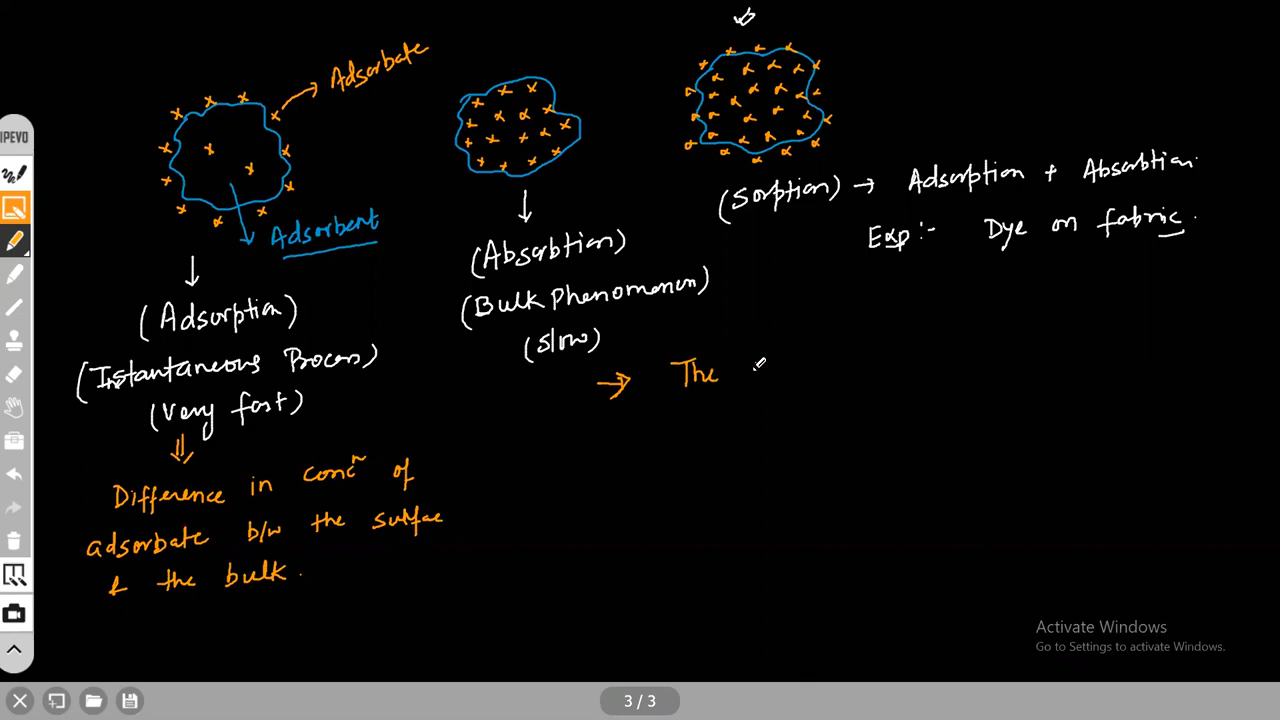 Adsorbate
Adsorbent
(Adsorption)
(Instantaneous Process)
(Very fast)
Difference in concn of
adsorbate b/w the surfac
& the bulk.
(Absorbtion)
(Bulk Phenomenon)
(Slow)
(Sorption) → Adsorption + Absorbtion.
Exp:- Dye on fabric.
→ The
IPEVO
Activate Windows
Go to Settings to activate Windows.
3 / 3